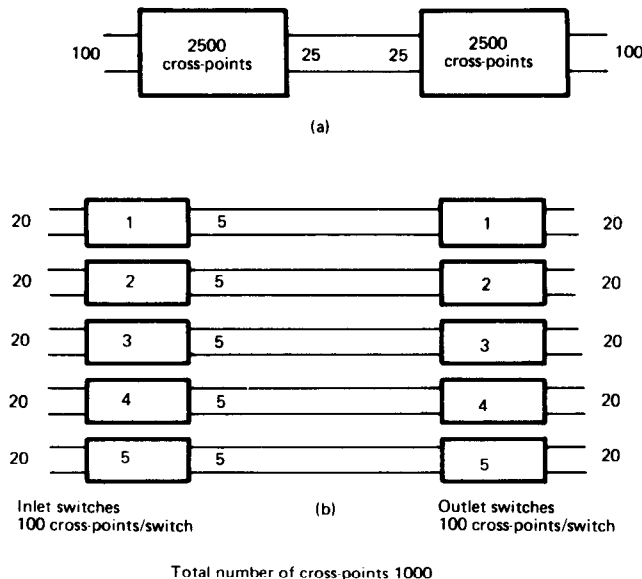 100
2500
cross-points
25
25
2500
cross-points
100
(a)
20 1 5 1 20
20 2 5 2 20
20 3 5 3 20
20 4 5 4 20
20 5 5 5 20
Inlet switches
100 cross-points/switch
(b)
Outlet switches
100 cross-points/switch
Total number of cross-points 1000